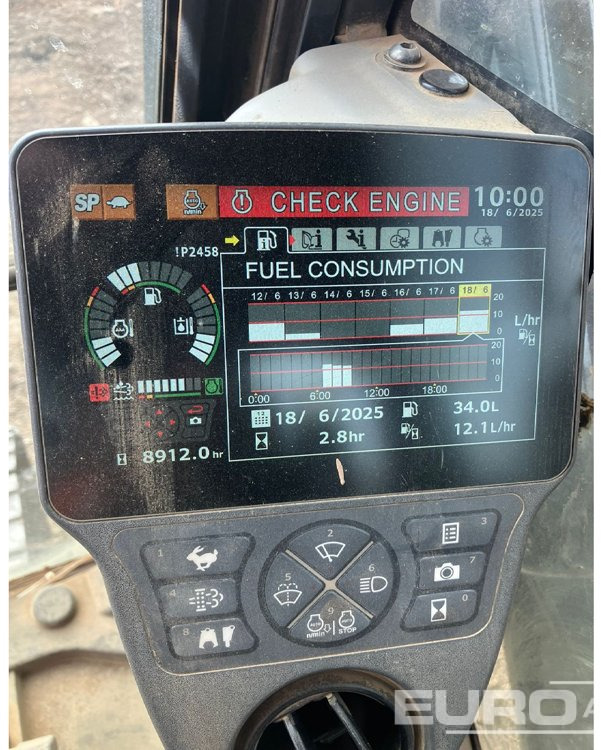 SP n/min CHECK ENGINE 10:00
18/ 6/2025
!P2458
FUEL CONSUMPTION
12/ 6 13/ 6 14/ 6 15/ 6 16/ 6 17/ 6 18/ 6
20
10
0
L/hr
20
10
0
0:00 6:00 12:00 18:00
18/ 6/2025 34.0L
2.8hr 12.1L/hr
8912.0hr
1 2 3
4 5 6 7
8 9 0
AUTO n/min STOP
EURO